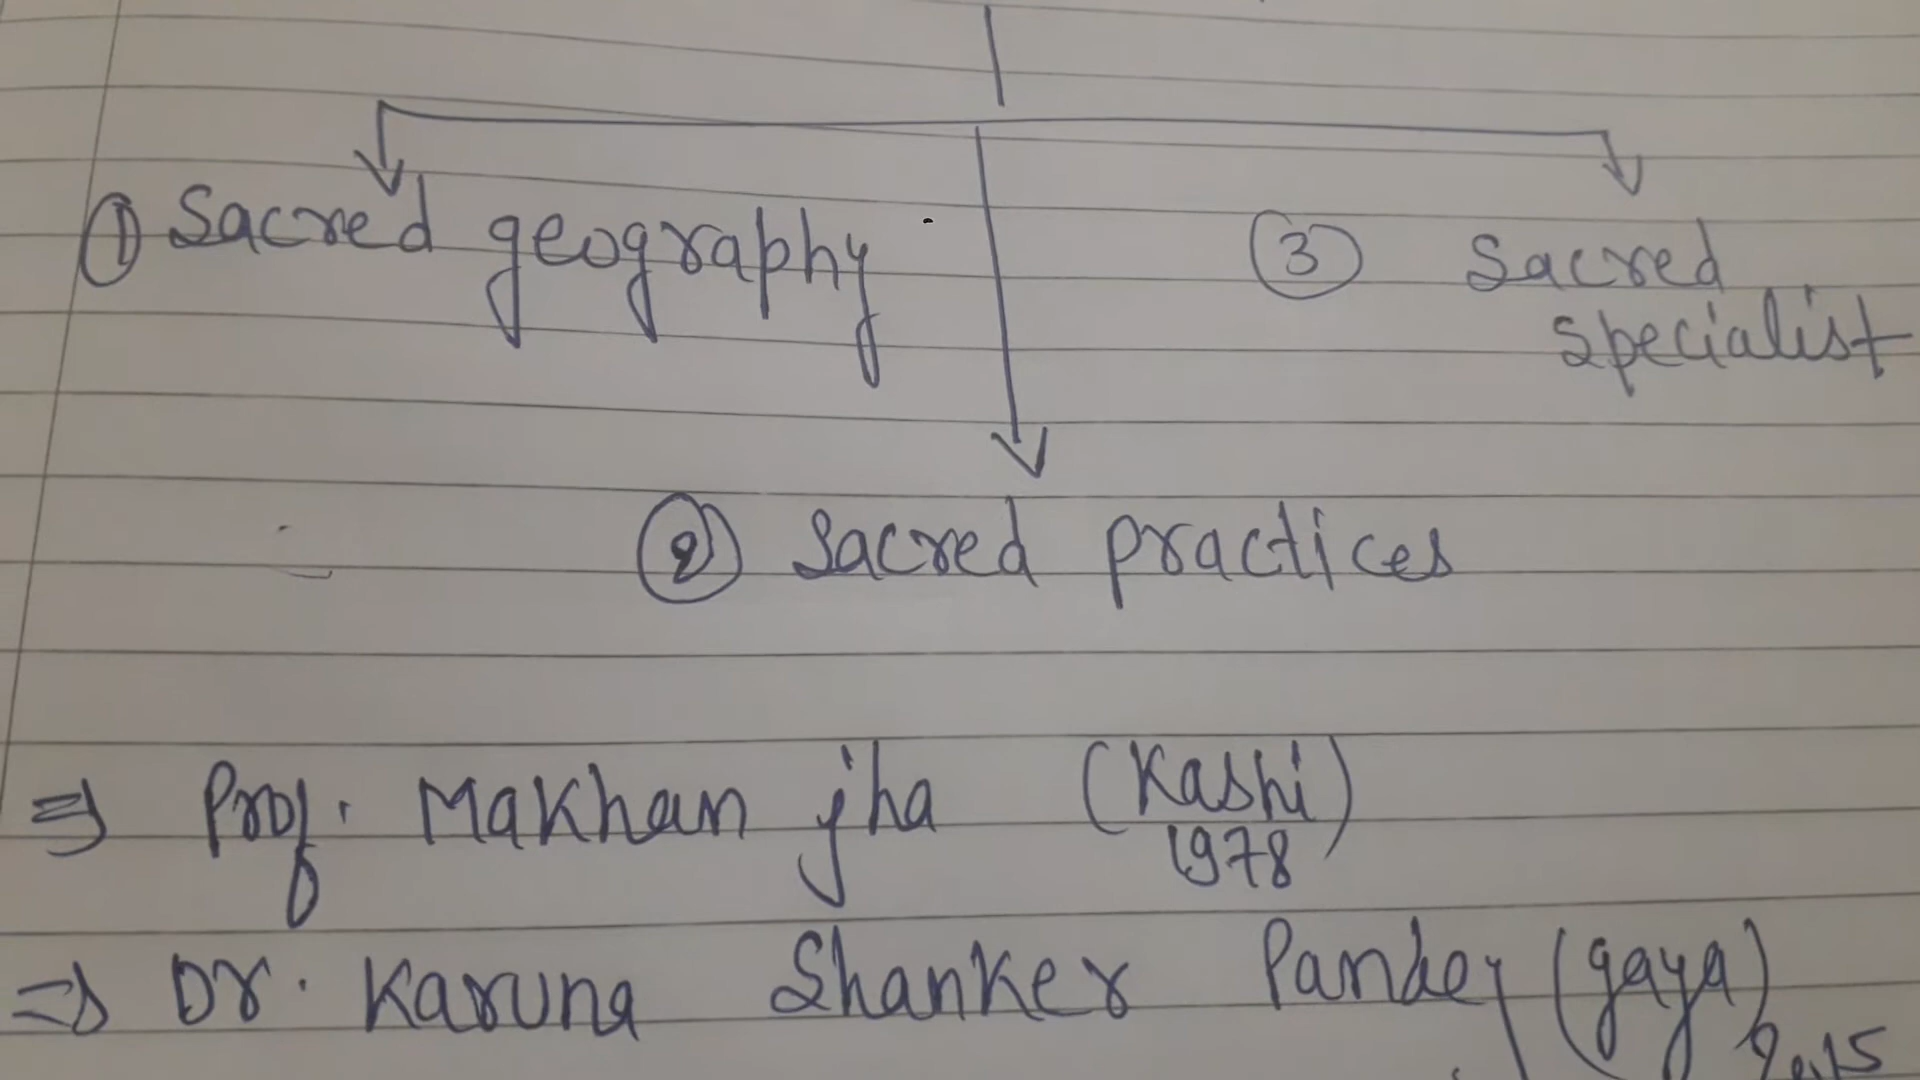 ① Sacred geography
③ Sacred
specialist
② Sacred practices
⇒ Prof. Makhan jha (Kashi)
1978
⇒ Dr. Karuna Shanker Pandey (gaya)
2015